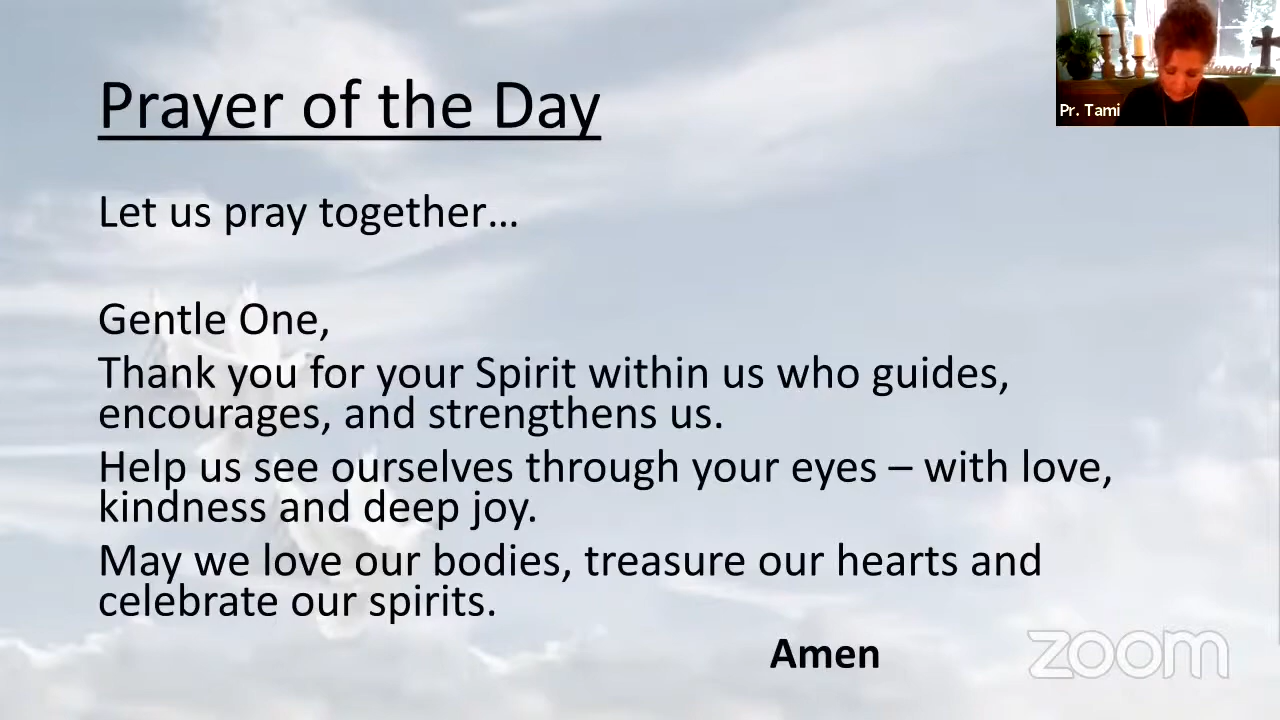 Prayer of the Day
Let us pray together…
Gentle One,
Thank you for your Spirit within us who guides,
encourages, and strengthens us.
Help us see ourselves through your eyes – with love,
kindness and deep joy.
May we love our bodies, treasure our hearts and
celebrate our spirits.
Amen
Pr. Tami
zoom